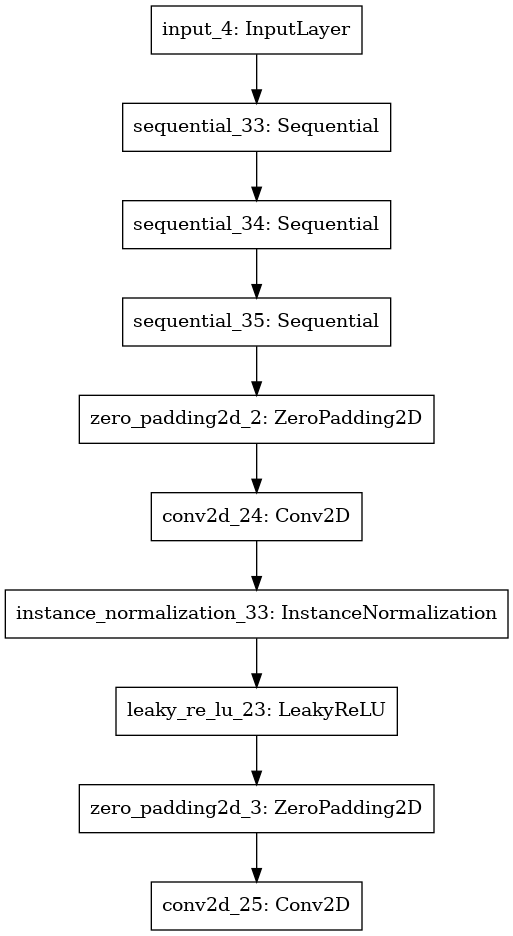 input_4: InputLayer
sequential_33: Sequential
sequential_34: Sequential
sequential_35: Sequential
zero_padding2d_2: ZeroPadding2D
conv2d_24: Conv2D
instance_normalization_33: InstanceNormalization
leaky_re_lu_23: LeakyReLU
zero_padding2d_3: ZeroPadding2D
conv2d_25: Conv2D